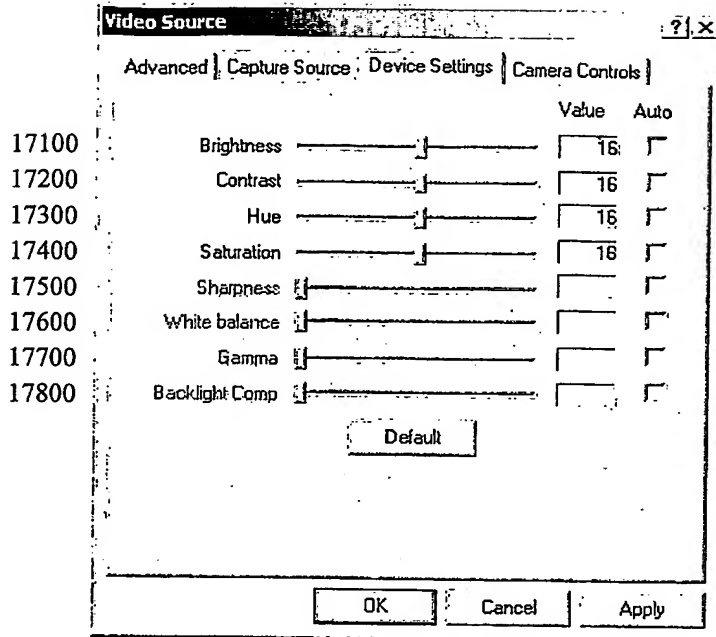 Video Source ? ×
Advanced Capture Source Device Settings Camera Controls
Value Auto
17100 Brightness 16
17200 Contrast 16
17300 Hue 16
17400 Saturation 16
17500 Sharpness
17600 White balance
17700 Gamma
17800 Backlight Comp
Default
OK Cancel Apply